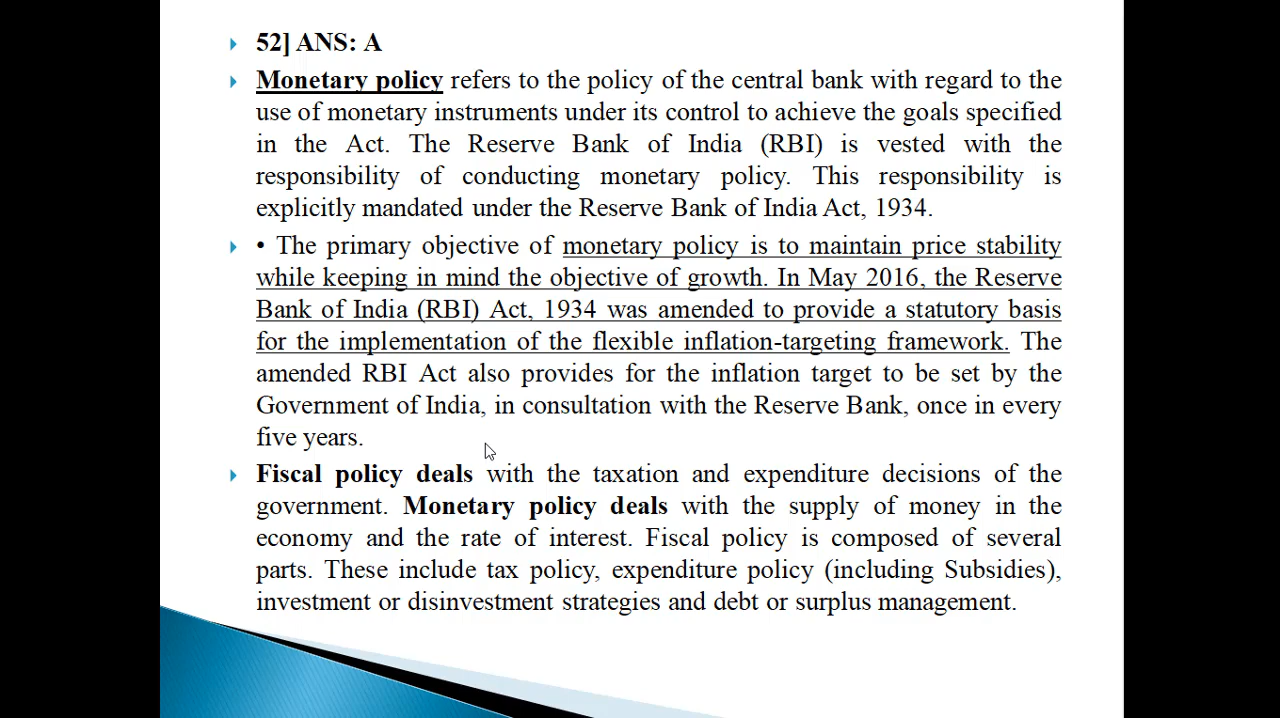 52] ANS: A
Monetary policy refers to the policy of the central bank with regard to the
use of monetary instruments under its control to achieve the goals specified
in the Act. The Reserve Bank of India (RBI) is vested with the
responsibility of conducting monetary policy. This responsibility is
explicitly mandated under the Reserve Bank of India Act, 1934.
• The primary objective of monetary policy is to maintain price stability
while keeping in mind the objective of growth. In May 2016, the Reserve
Bank of India (RBI) Act, 1934 was amended to provide a statutory basis
for the implementation of the flexible inflation-targeting framework. The
amended RBI Act also provides for the inflation target to be set by the
Government of India, in consultation with the Reserve Bank, once in every
five years.
Fiscal policy deals with the taxation and expenditure decisions of the
government. Monetary policy deals with the supply of money in the
economy and the rate of interest. Fiscal policy is composed of several
parts. These include tax policy, expenditure policy (including Subsidies),
investment or disinvestment strategies and debt or surplus management.